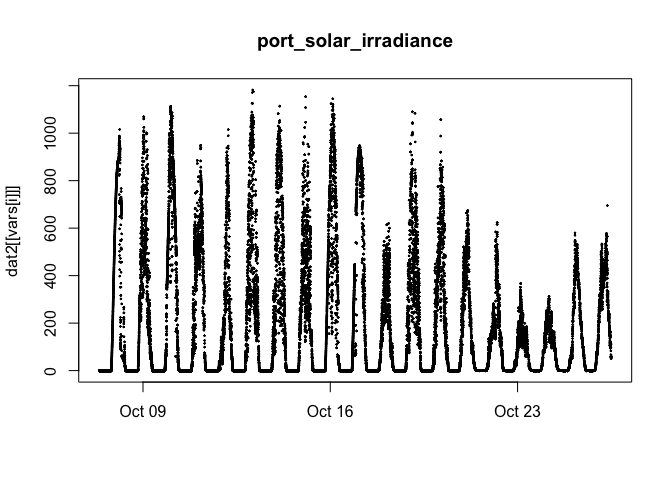 port_solar_irradiance
dat2[[vars[i]]]
1000
800
600
400
200
0
Oct 09
Oct 16
Oct 23